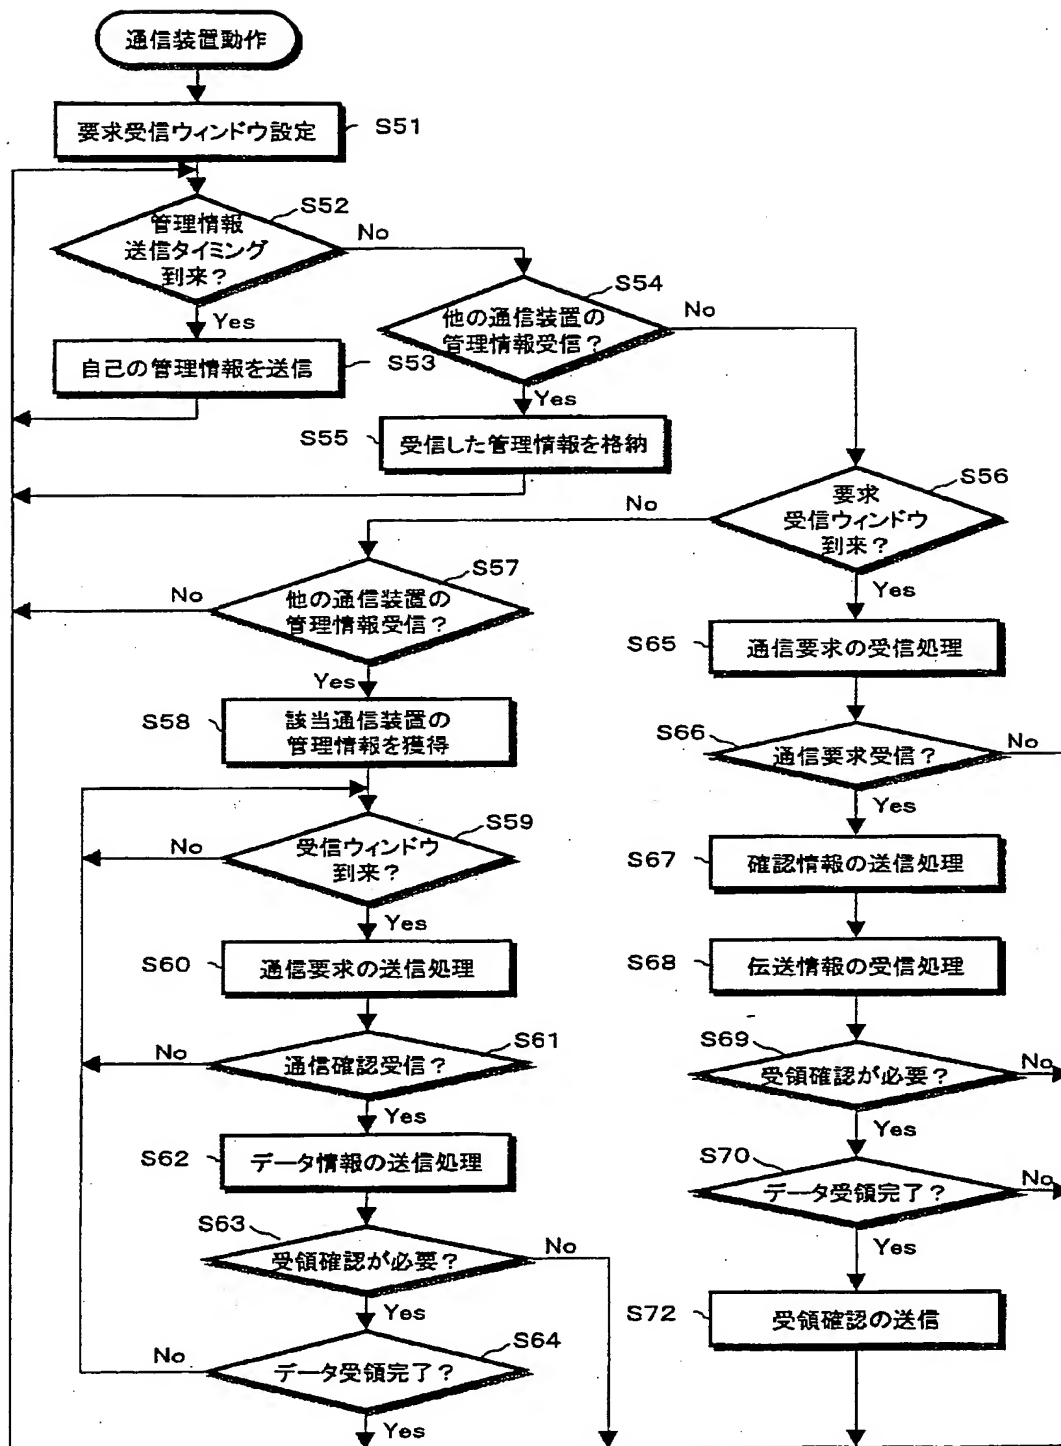 通信装置動作
要求受信ウィンドウ設定
S51
管理情報
送信タイミング
到来？
S52
No
Yes
自己の管理情報を送信
S53
他の通信装置の
管理情報受信？
S54
No
Yes
S55
受信した管理情報を格納
要求
受信ウィンドウ
到来？
S56
No
Yes
他の通信装置の
管理情報受信？
S57
No
Yes
S58
該当通信装置の
管理情報を獲得
受信ウィンドウ
到来？
S59
No
Yes
S60
通信要求の送信処理
通信確認受信？
S61
No
Yes
S62
データ情報の送信処理
S63
受領確認が必要？
No
Yes
データ受領完了？
S64
No
Yes
S65
通信要求の受信処理
S66
通信要求受信？
No
Yes
S67
確認情報の送信処理
S68
伝送情報の受信処理
S69
受領確認が必要？
No
Yes
S70
データ受領完了？
No
Yes
S72
受領確認の送信